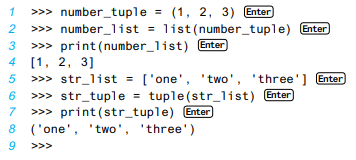 1 >>> number_tuple = (1, 2, 3) Enter
2 >>> number_list = list(number_tuple) Enter
3 >>> print(number_list) Enter
4 [1, 2, 3]
5 >>> str_list = ['one', 'two', 'three'] Enter
6 >>> str_tuple = tuple(str_list) Enter
7 >>> print(str_tuple) Enter
8 ('one', 'two', 'three')
9 >>>